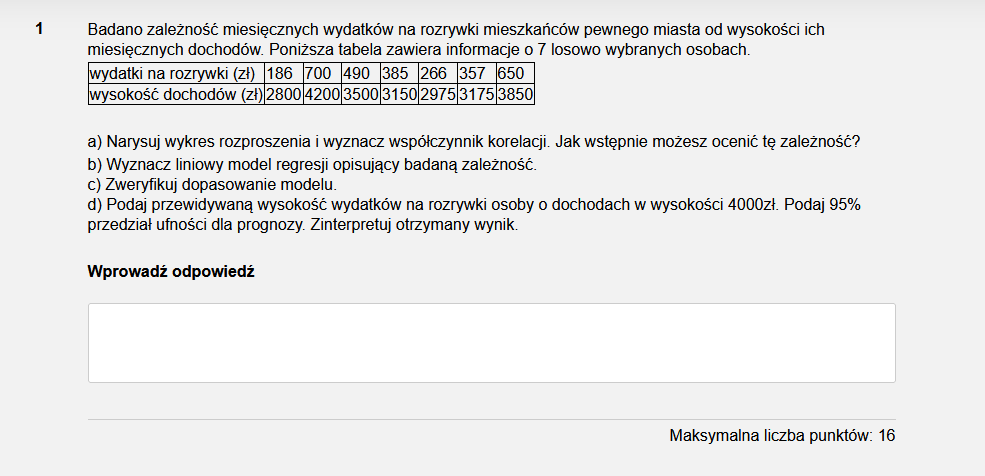 1
Badano zależność miesięcznych wydatków na rozrywki mieszkańców pewnego miasta od wysokości ich
miesięcznych dochodów. Poniższa tabela zawiera informacje o 7 losowo wybranych osobach.
wydatki na rozrywki (zł) 186 700 490 385 266 357 650
wysokość dochodów (zł) 2800 4200 3500 3150 2975 3175 3850
a) Narysuj wykres rozproszenia i wyznacz współczynnik korelacji. Jak wstępnie możesz ocenić tę zależność?
b) Wyznacz liniowy model regresji opisujący badaną zależność.
c) Zweryfikuj dopasowanie modelu.
d) Podaj przewidywaną wysokość wydatków na rozrywki osoby o dochodach w wysokości 4000zł. Podaj 95%
przedział ufności dla prognozy. Zinterpretuj otrzymany wynik.
Wprowadź odpowiedź
Maksymalna liczba punktów: 16